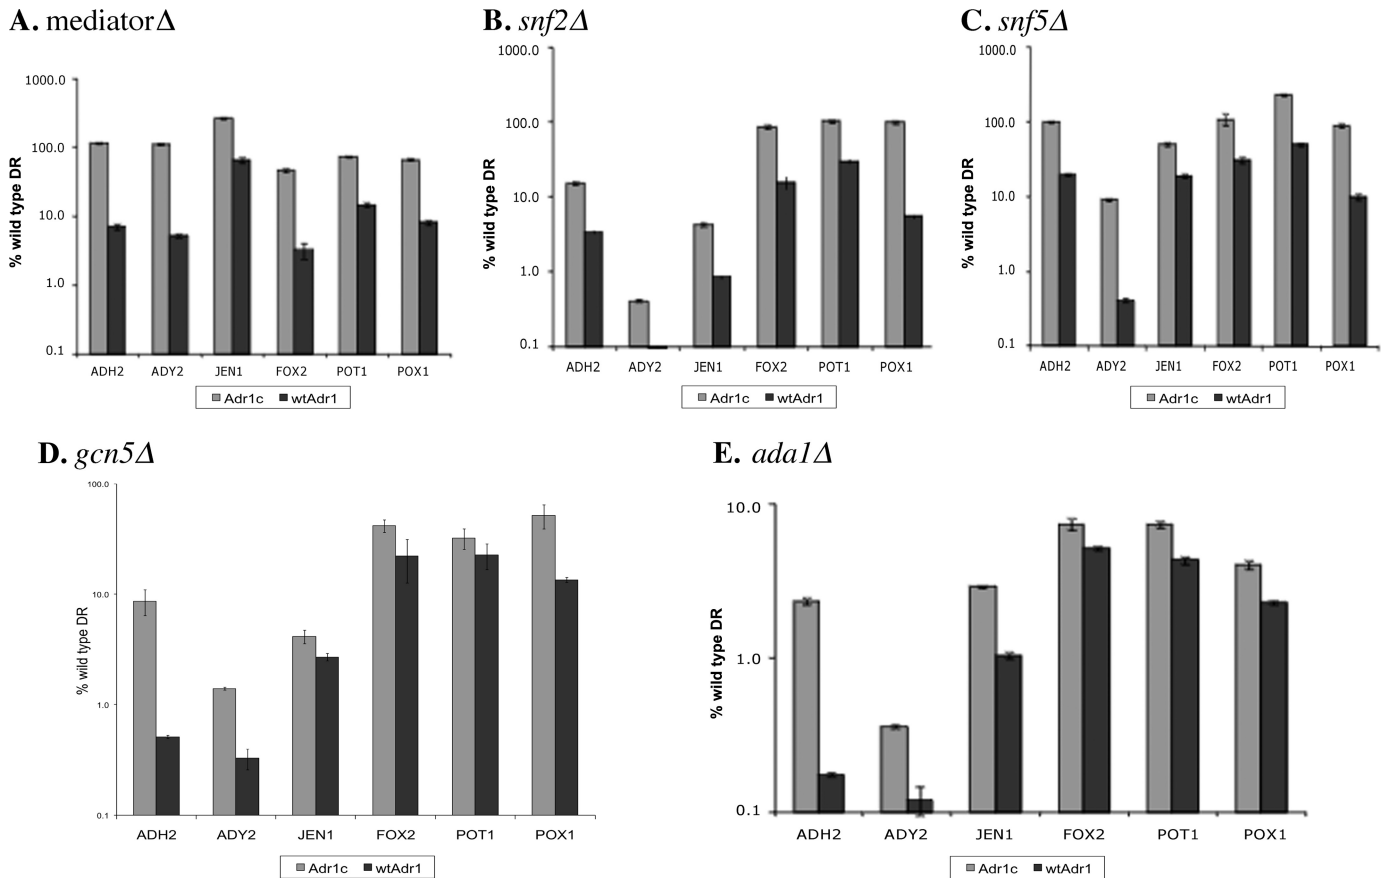 A. mediatorΔ
1000.0
100.0
10.0
1.0
0.1
% wild type DR
ADH2 ADY2 JEN1 FOX2 POT1 POX1
Adr1c wtAdr1
B. snf2Δ
1000.0
100.0
10.0
1.0
0.1
% wild type DR
ADH2 ADY2 JEN1 FOX2 POT1 POX1
Adr1c wtAdr1
C. snf5Δ
1000.0
100.0
10.0
1.0
0.1
% wild type DR
ADH2 ADY2 JEN1 FOX2 POT1 POX1
Adr1c wtAdr1
D. gcn5Δ
100.0
10.0
1.0
0.1
% wild type DR
ADH2 ADY2 JEN1 FOX2 POT1 POX1
Adr1c wtAdr1
E. ada1Δ
10.0
1.0
0.1
% wild type DR
ADH2 ADY2 JEN1 FOX2 POT1 POX1
Adr1c wtAdr1